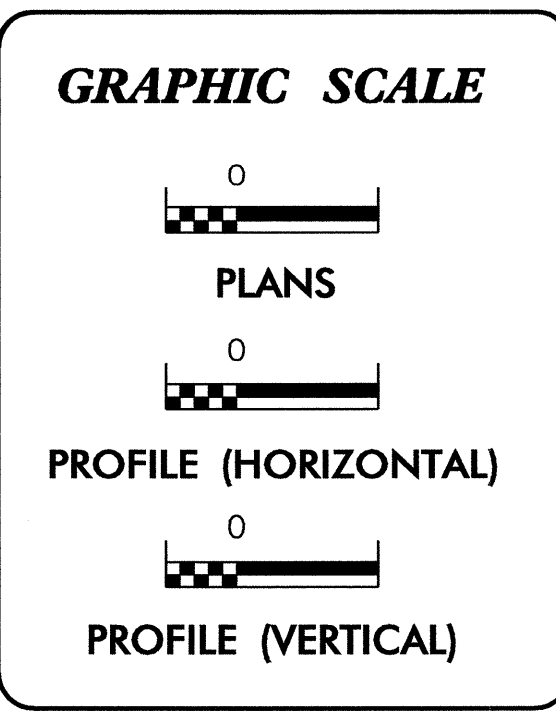 GRAPHIC SCALE
0
PLANS
0
PROFILE (HORIZONTAL)
0
PROFILE (VERTICAL)